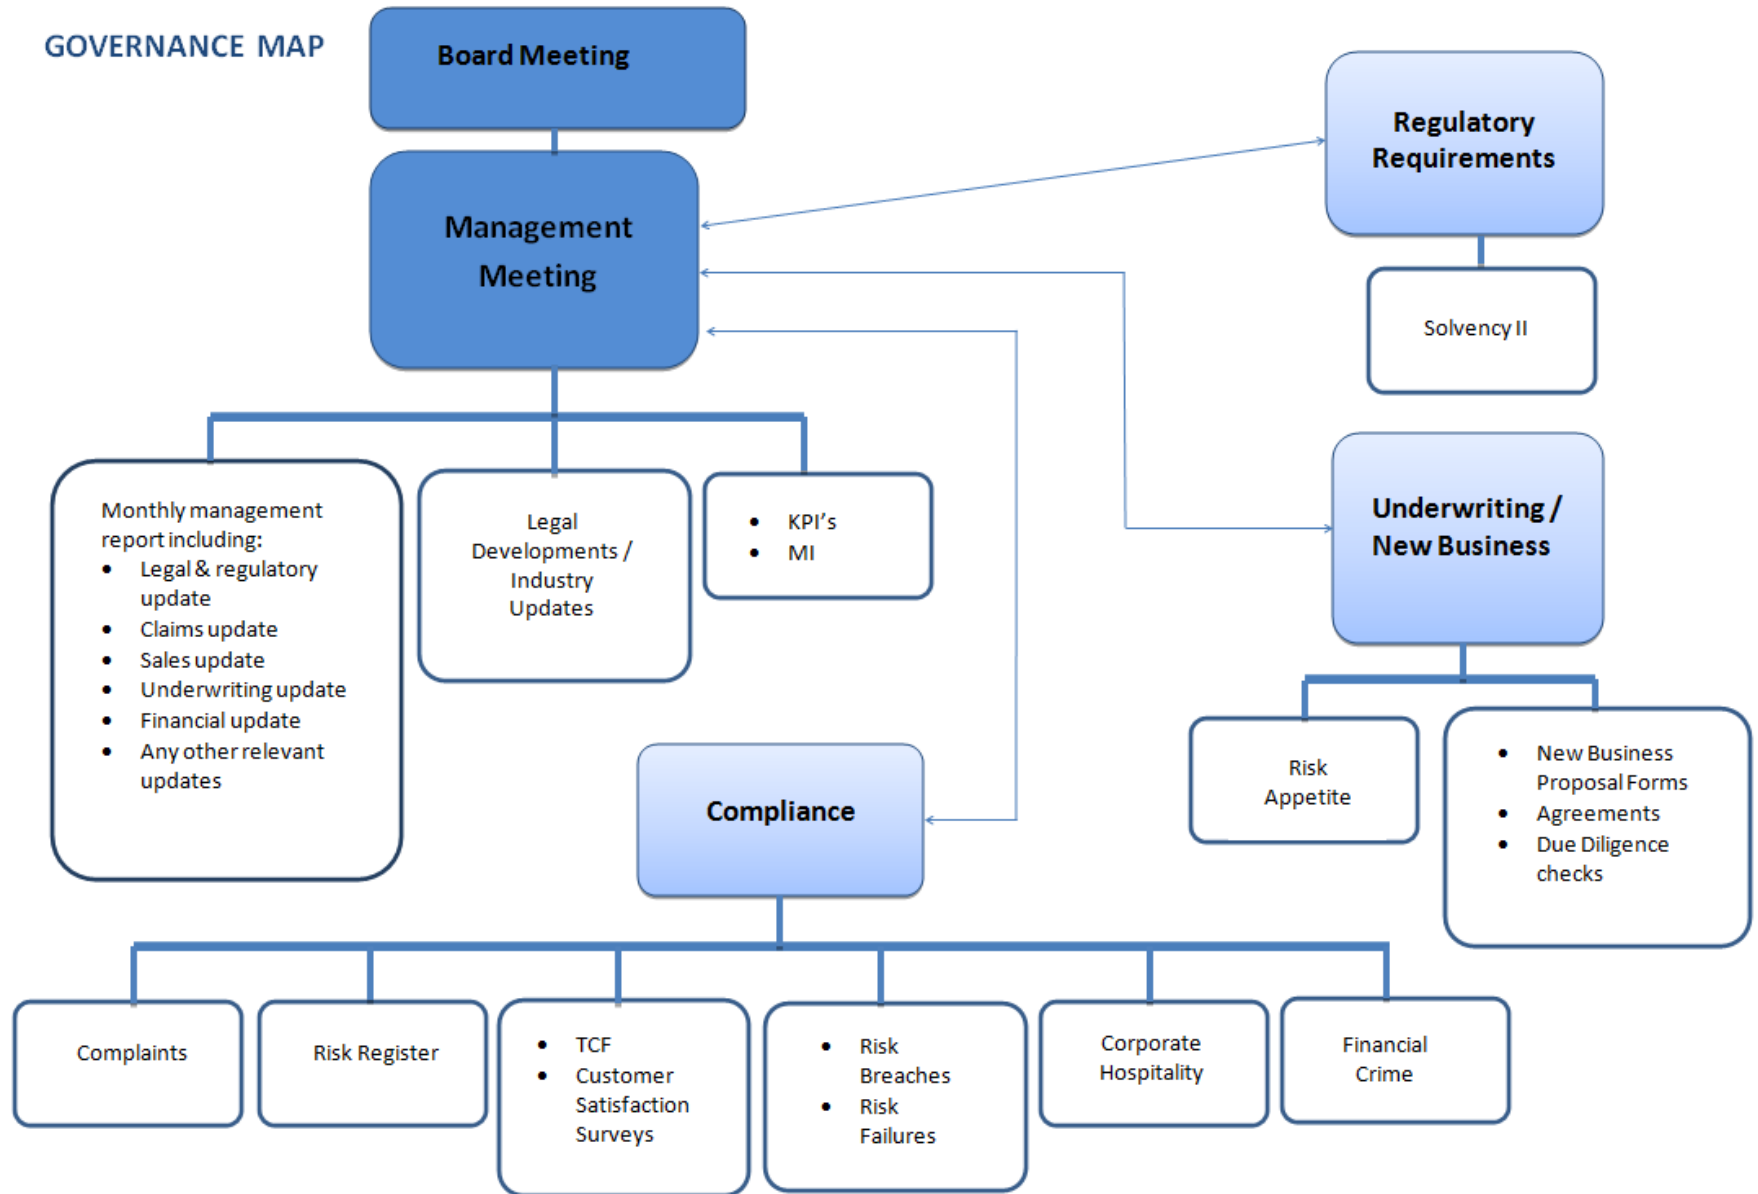 GOVERNANCE MAP
Board Meeting
Regulatory
Requirements
Management
Meeting
Solvency II
Monthly management
report including:
• Legal & regulatory
update
• Claims update
• Sales update
• Underwriting update
• Financial update
• Any other relevant
updates
Legal
Developments /
Industry
Updates
• KPI's
• MI
Underwriting /
New Business
Risk
Appetite
• New Business
Proposal Forms
• Agreements
• Due Diligence
checks
Compliance
Complaints
Risk Register
• TCF
• Customer
Satisfaction
Surveys
• Risk
Breaches
• Risk
Failures
Corporate
Hospitality
Financial
Crime